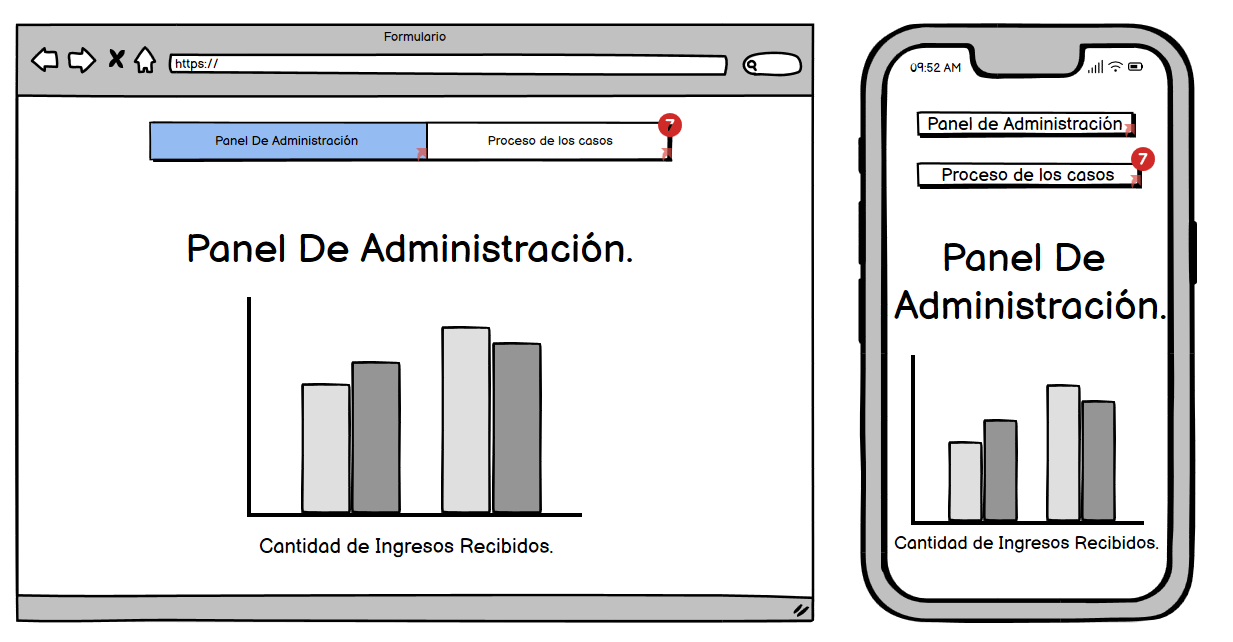 Formulario
https://
Panel De Administración
Proceso de los casos
7
Panel De Administración.
Cantidad de Ingresos Recibidos.
09:52 AM
Panel de Administración
7
Proceso de los casos
Panel De
Administración.
Cantidad de Ingresos Recibidos.